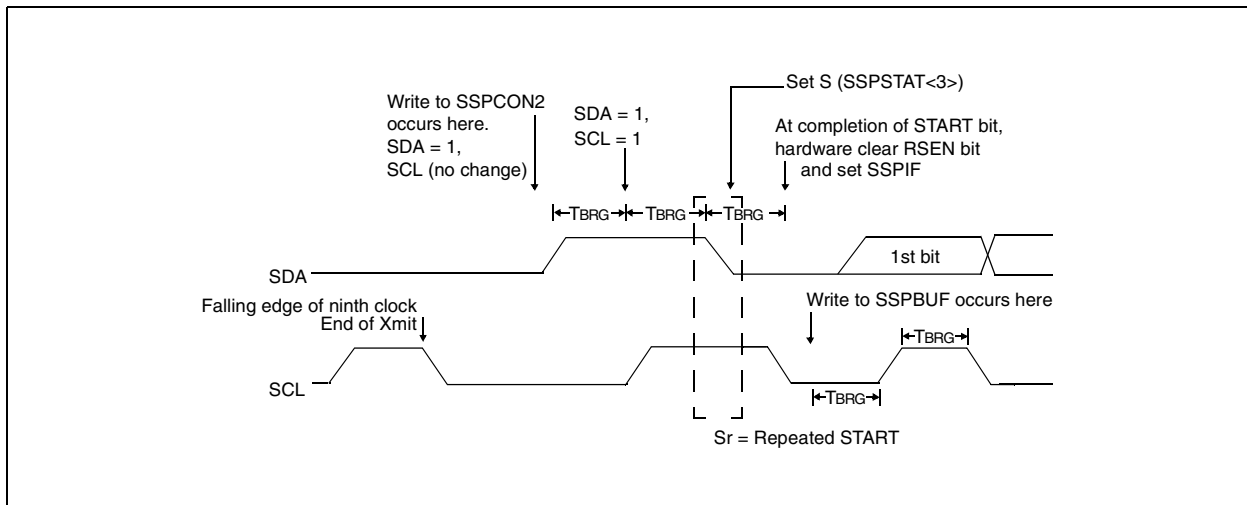 Set S (SSPSTAT<3>)
Write to SSPCON2
occurs here.
SDA = 1,
SCL (no change)
SDA = 1,
SCL = 1
At completion of START bit,
hardware clear RSEN bit
and set SSPIF
TBRG
TBRG
TBRG
SDA
1st bit
Falling edge of ninth clock
End of Xmit
Write to SSPBUF occurs here
TBRG
SCL
TBRG
Sr = Repeated START